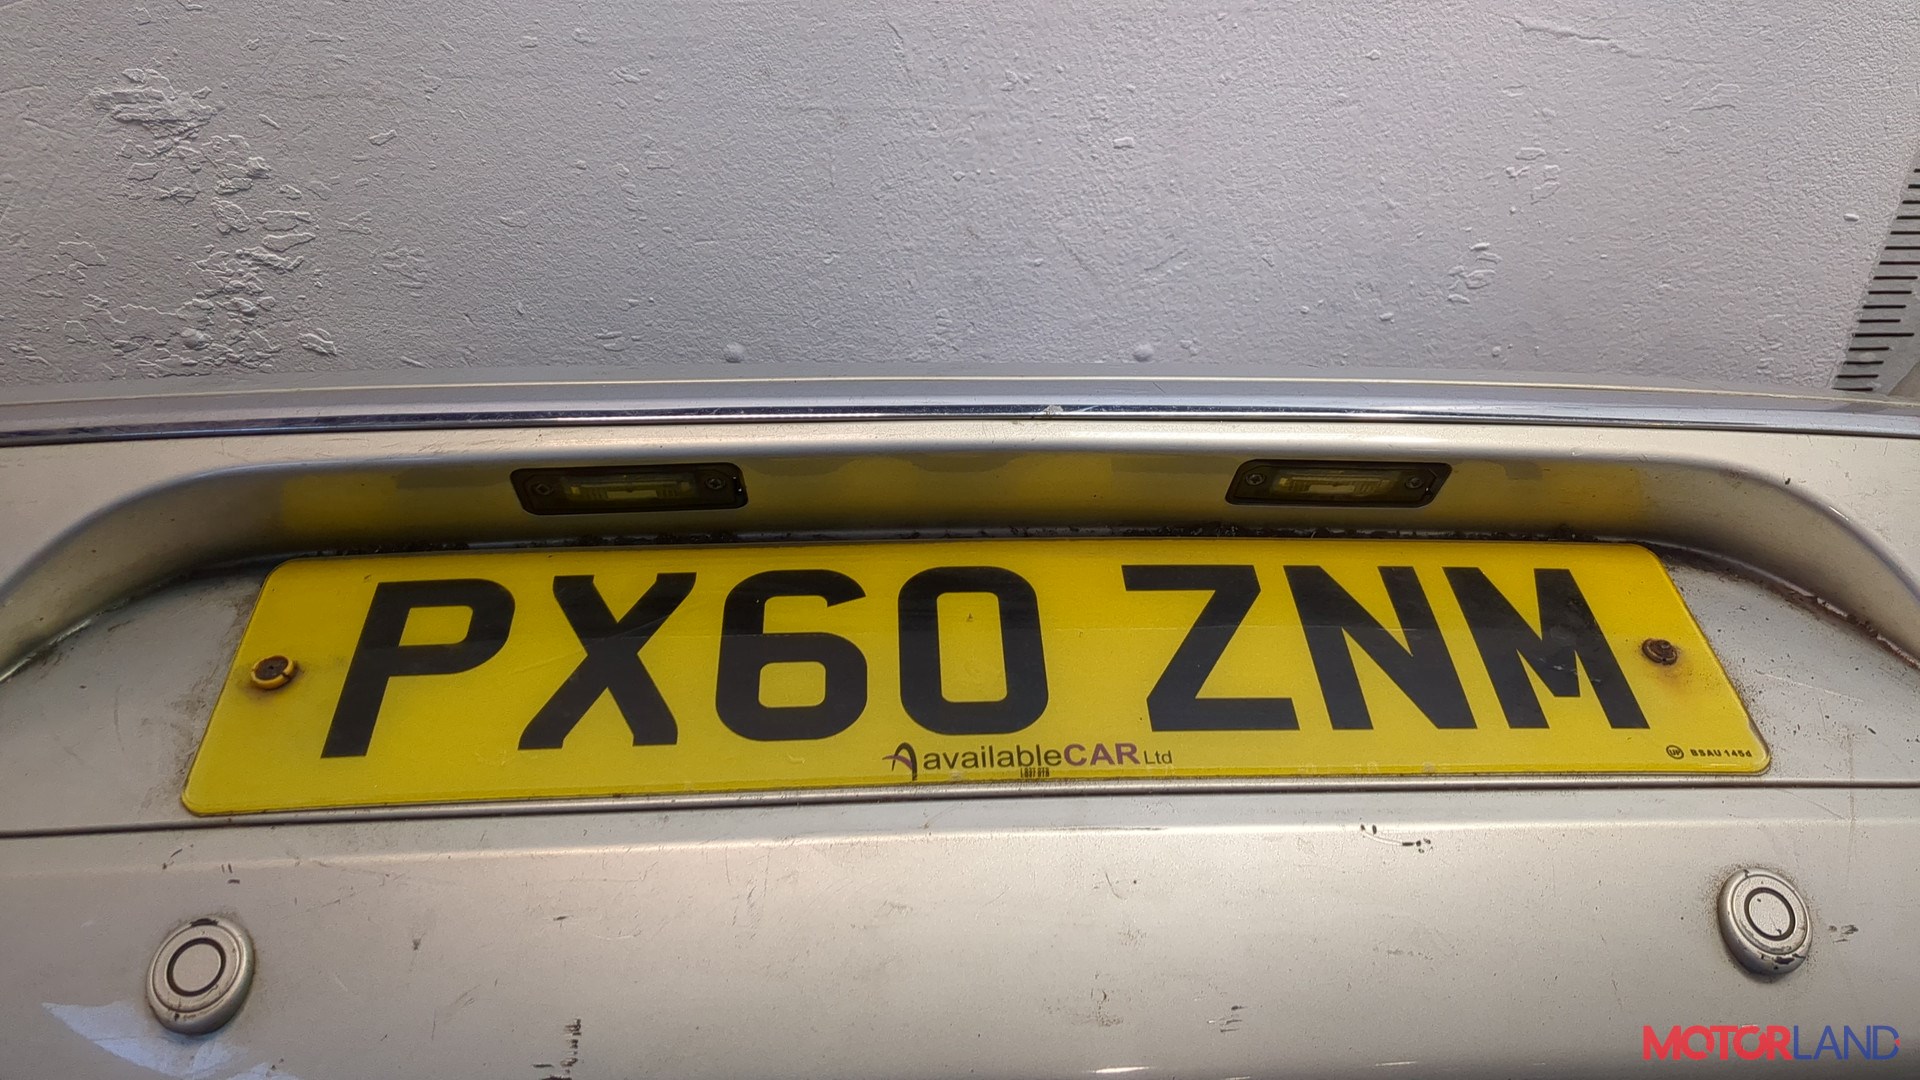 PX60 ZNM
availableCAR Ltd
BSAU 145d
MOTORLAND